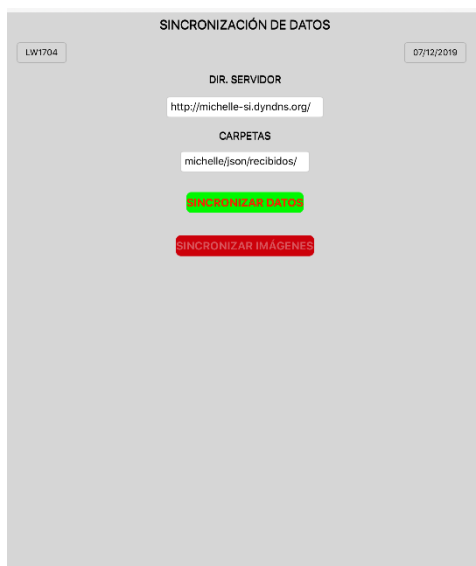 SINCRONIZACIÓN DE DATOS
LW1704
07/12/2019
DIR. SERVIDOR
http://michelle-si.dyndns.org/
CARPETAS
michelle/json/recibidos/
SINCRONIZAR DATOS
SINCRONIZAR IMÁGENES